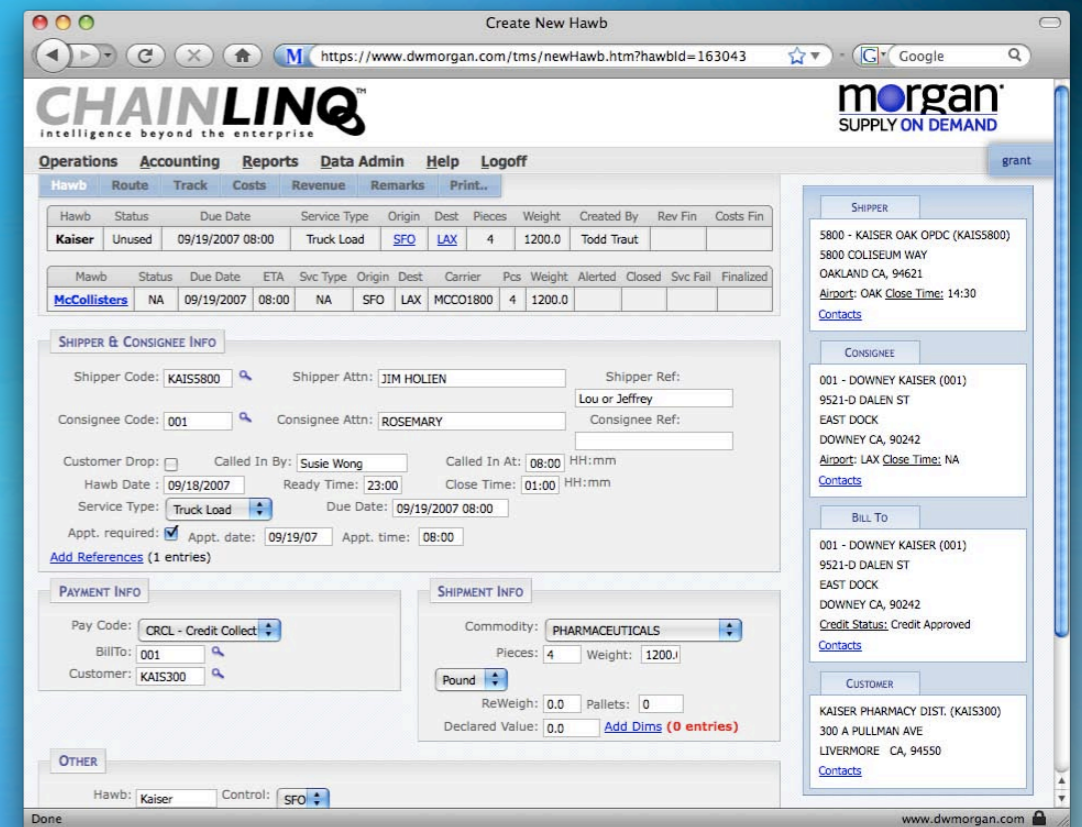 Create New Hawb
M https://www.dwmorgan.com/tms/newHawb.htm?hawbId=163043
G Google
CHAINLINQ™
intelligence beyond the enterprise
morgan
SUPPLY ON DEMAND
Operations Accounting Reports Data Admin Help Logoff
grant
Hawb Route Track Costs Revenue Remarks Print..
Hawb Status Due Date Service Type Origin Dest Pieces Weight Created By Rev Fin Costs Fin
Kaiser Unused 09/19/2007 08:00 Truck Load SFO LAX 4 1200.0 Todd Traut
Mawb Status Due Date ETA Svc Type Origin Dest Carrier Pcs Weight Alerted Closed Svc Fail Finalized
McCollisters NA 09/19/2007 08:00 NA SFO LAX MCCO1800 4 1200.0
SHIPPER & CONSIGNEE INFO
Shipper Code: KAIS5800 Shipper Attn: JIM HOLIEN Shipper Ref:
Lou or Jeffrey
Consignee Code: 001 Consignee Attn: ROSEMARY Consignee Ref:
Customer Drop: Called In By: Susie Wong Called In At: 08:00 HH:mm
Hawb Date : 09/18/2007 Ready Time: 23:00 Close Time: 01:00 HH:mm
Service Type: Truck Load Due Date: 09/19/2007 08:00
Appt. required: Appt. date: 09/19/07 Appt. time: 08:00
Add References (1 entries)
PAYMENT INFO
Pay Code: CRCL - Credit Collect
BillTo: 001
Customer: KAIS300
SHIPMENT INFO
Commodity: PHARMACEUTICALS
Pieces: 4 Weight: 1200.
Pound
ReWeigh: 0.0 Pallets: 0
Declared Value: 0.0 Add Dims (0 entries)
OTHER
Hawb: Kaiser Control: SFO
SHIPPER
5800 - KAISER OAK OPDC (KAIS5800)
5800 COLISEUM WAY
OAKLAND CA, 94621
Airport: OAK Close Time: 14:30
Contacts
CONSIGNEE
001 - DOWNEY KAISER (001)
9521-D DALEN ST
EAST DOCK
DOWNEY CA, 90242
Airport: LAX Close Time: NA
Contacts
BILL TO
001 - DOWNEY KAISER (001)
9521-D DALEN ST
EAST DOCK
DOWNEY CA, 90242
Credit Status: Credit Approved
Contacts
CUSTOMER
KAISER PHARMACY DIST. (KAIS300)
300 A PULLMAN AVE
LIVERMORE CA, 94550
Contacts
Done
www.dwmorgan.com